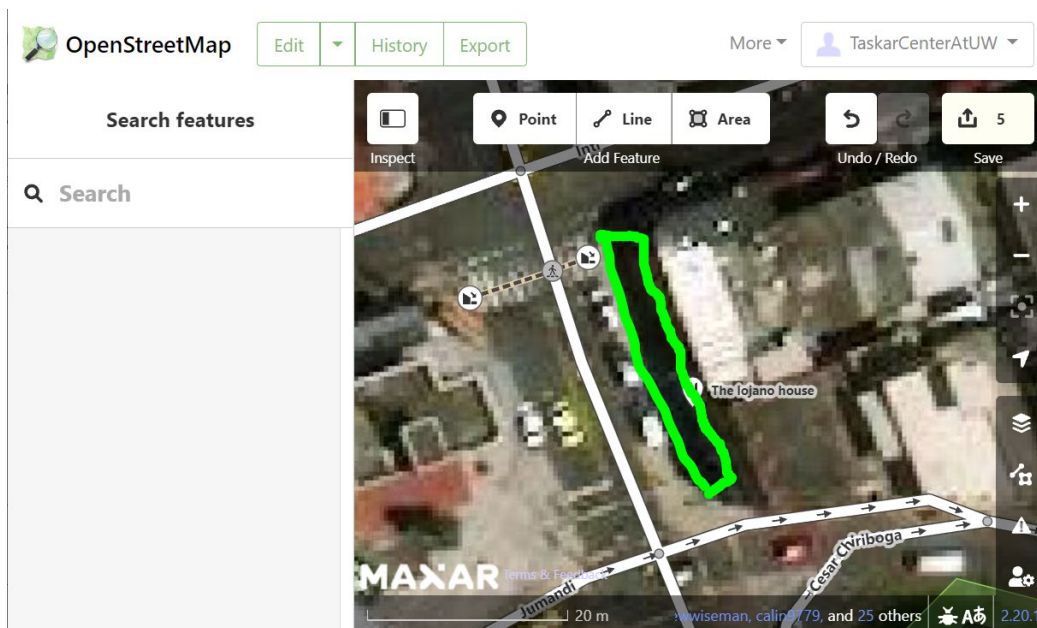 OpenStreetMap
Edit
History
Export
More
TaskarCenterAtUW
Search features
Search
Inspect
Point
Line
Area
Add Feature
Undo / Redo
5
Save
The lojano house
Cesar Chiriboga
Jumandi
MAXAR
Terms & Feedback
20 m
and 25 others
2.20.1